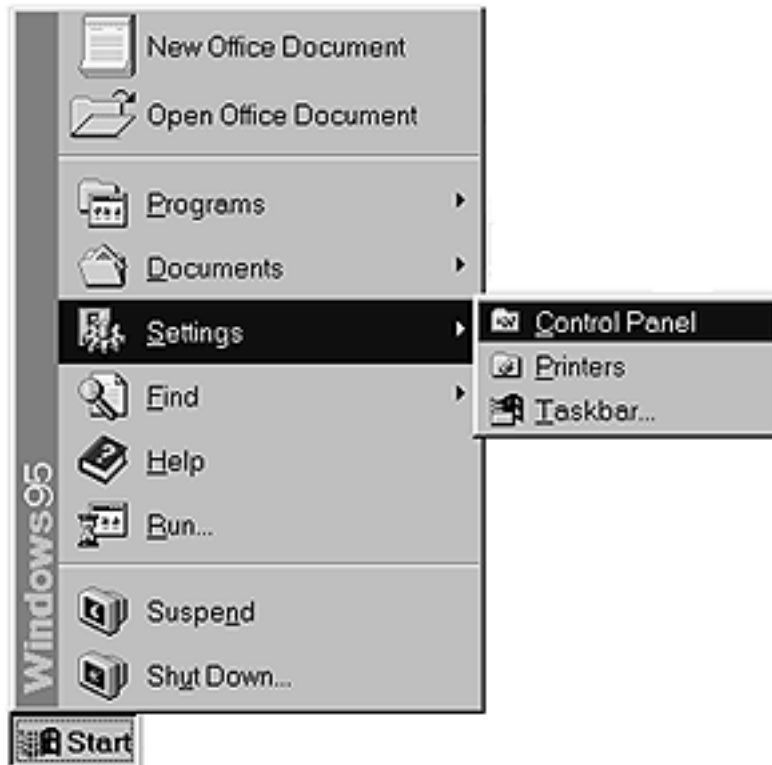 New Office Document
Open Office Document
Programs
Documents
Settings
Control Panel
Printers
Taskbar...
Find
Help
Run...
Suspend
Shut Down...
Windows95
Start